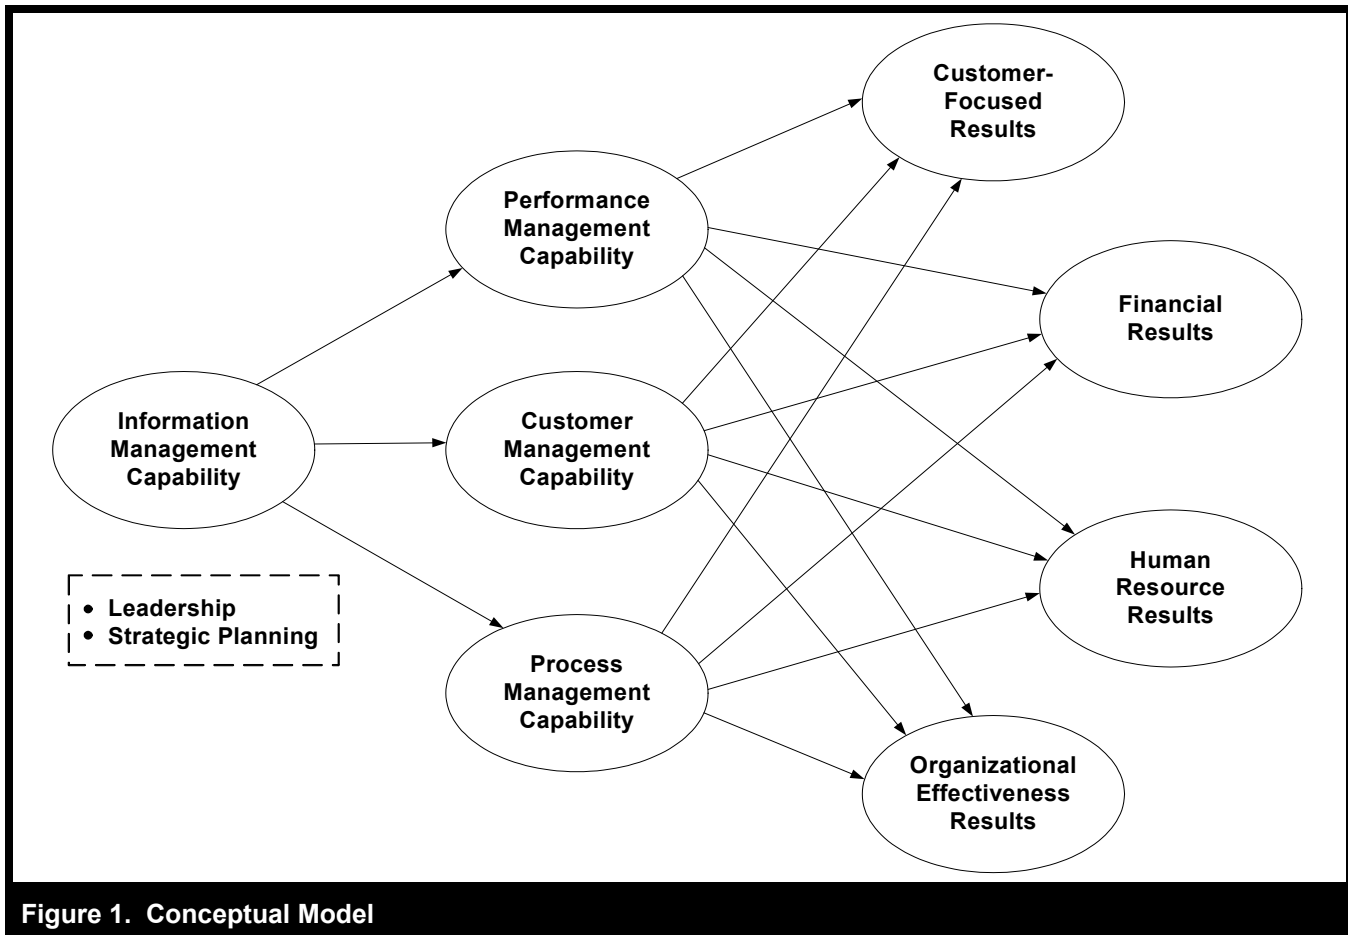 Customer-
Focused
Results
Performance
Management
Capability
Financial
Results
Information
Management
Capability
Customer
Management
Capability
Human
Resource
Results
• Leadership
• Strategic Planning
Process
Management
Capability
Organizational
Effectiveness
Results
Figure 1. Conceptual Model